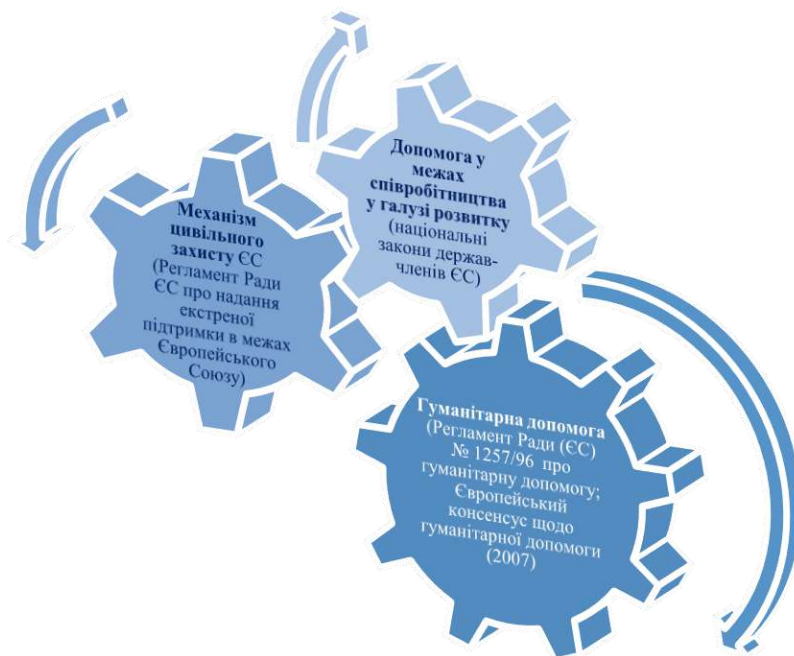 Допомога у
межах
співробітництва
у галузі розвитку
(національні
закони держав-
членів ЄС)
Механізм
цивільного
захисту ЄС
(Регламент Ради
ЄС про надання
екстреної
підтримки в межах
Європейського
Союзу)
Гуманітарна допомога
(Регламент Ради (ЄС)
№ 1257/96 про
гуманітарну допомогу;
Європейський
консенсус щодо
гуманітарної допомоги
(2007)